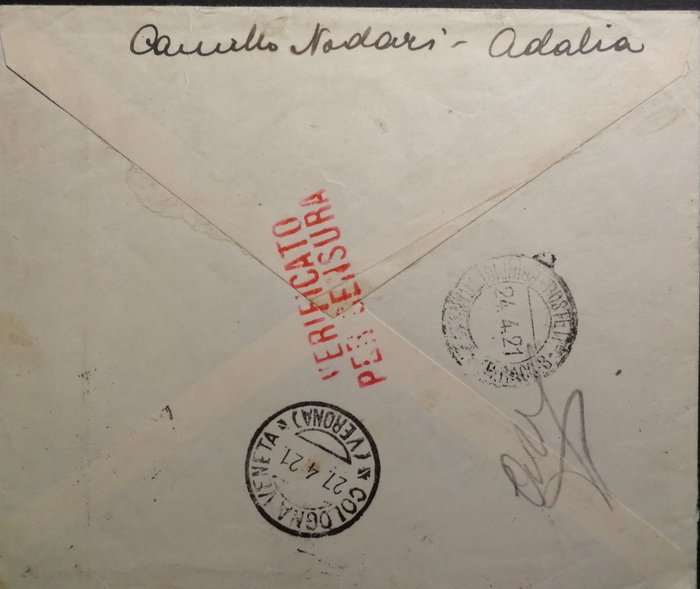 Camillo Nodari - Adalia
VERIFICATO
PER CENSURA
24.4.21
COLOGNA VENETA
(VERONA)
27.4.21